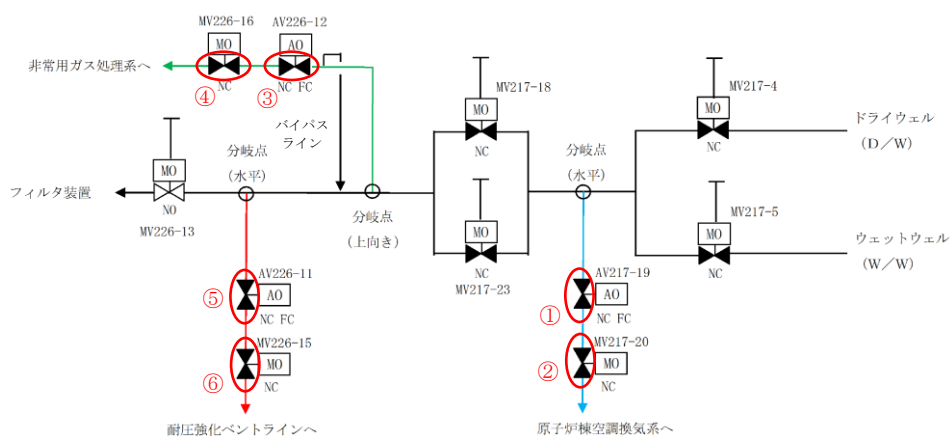 MV226-16
AV226-12
MO
AO
非常用ガス処理系へ
④
NC
③
NC FC
バイパス
ライン
MV217-18
MO
NC
MV217-4
MO
NC
ドライウェル
(D/W)
分岐点
(水平)
分岐点
(水平)
MO
フィルタ装置
NO
MV226-13
分岐点
(上向き)
MO
NC
MV217-23
MV217-5
MO
NC
ウェットウェル
(W/W)
AV226-11
⑤
AO
NC FC
AV217-19
①
AO
NC FC
MV226-15
⑥
MO
NC
MV217-20
②
MO
NC
耐圧強化ベントラインへ
原子炉棟空調換気系へ